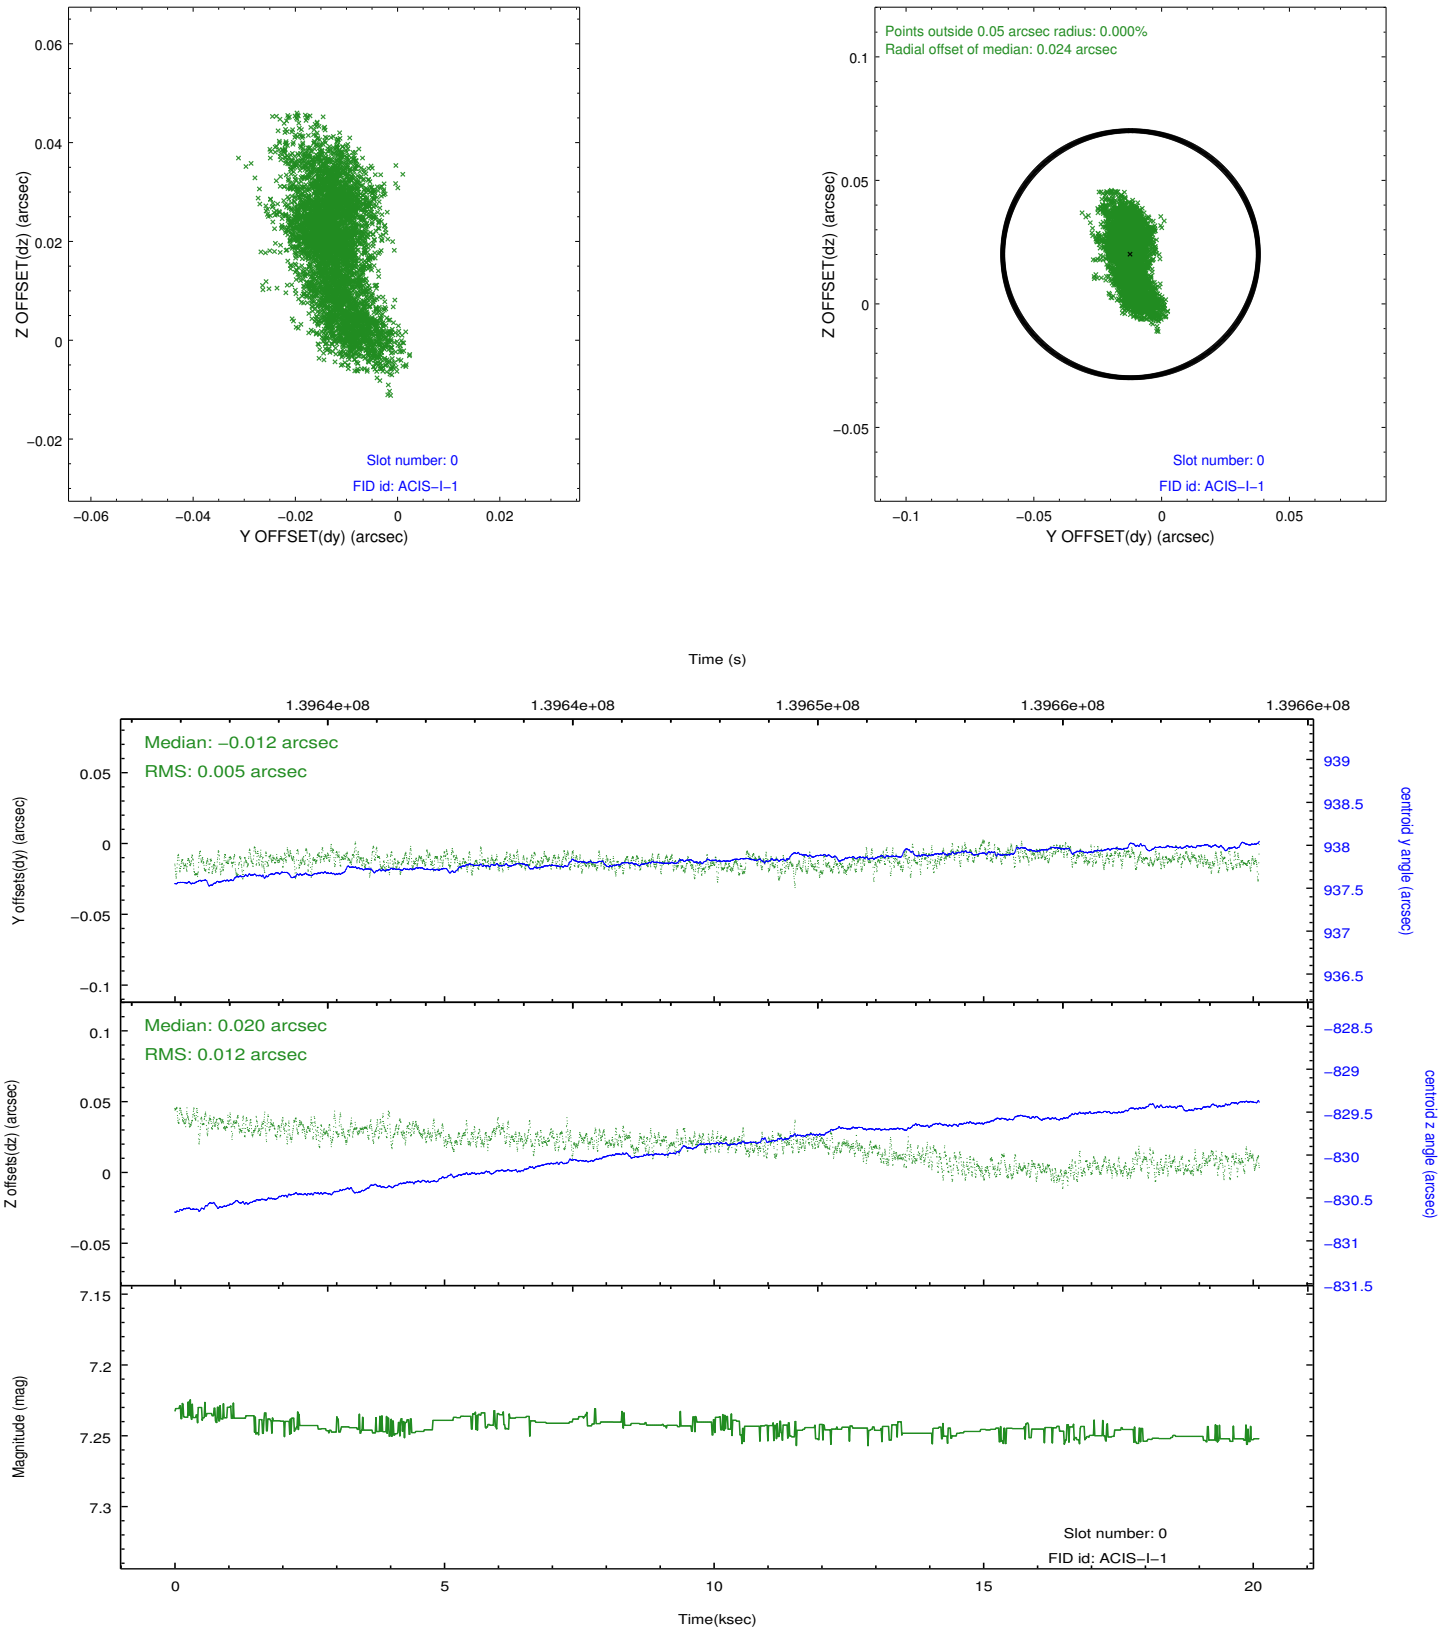 0.06
0.04
0.02
0
−0.02
Z OFFSET(dz) (arcsec)
Slot number: 0
FID id: ACIS−I−1
−0.06
−0.04
−0.02
0
0.02
Y OFFSET(dy) (arcsec)
Points outside 0.05 arcsec radius: 0.000%
Radial offset of median: 0.024 arcsec
0.1
0.05
0
−0.05
Z OFFSET(dz) (arcsec)
Slot number: 0
FID id: ACIS−I−1
−0.1
−0.05
0
0.05
Y OFFSET(dy) (arcsec)
Time (s)
1.3964e+08
1.3964e+08
1.3965e+08
1.3966e+08
1.3966e+08
Median: −0.012 arcsec
RMS: 0.005 arcsec
0.05
0
−0.05
−0.1
Y offsets(dy) (arcsec)
939
938.5
938
937.5
937
936.5
centroid y angle (arcsec)
Median: 0.020 arcsec
RMS: 0.012 arcsec
0.1
0.05
0
−0.05
Z offsets(dz) (arcsec)
−828.5
−829
−829.5
−830
−830.5
−831
−831.5
centroid z angle (arcsec)
7.15
7.2
7.25
7.3
Magnitude (mag)
Slot number: 0
FID id: ACIS−I−1
0
5
10
15
20
Time(ksec)